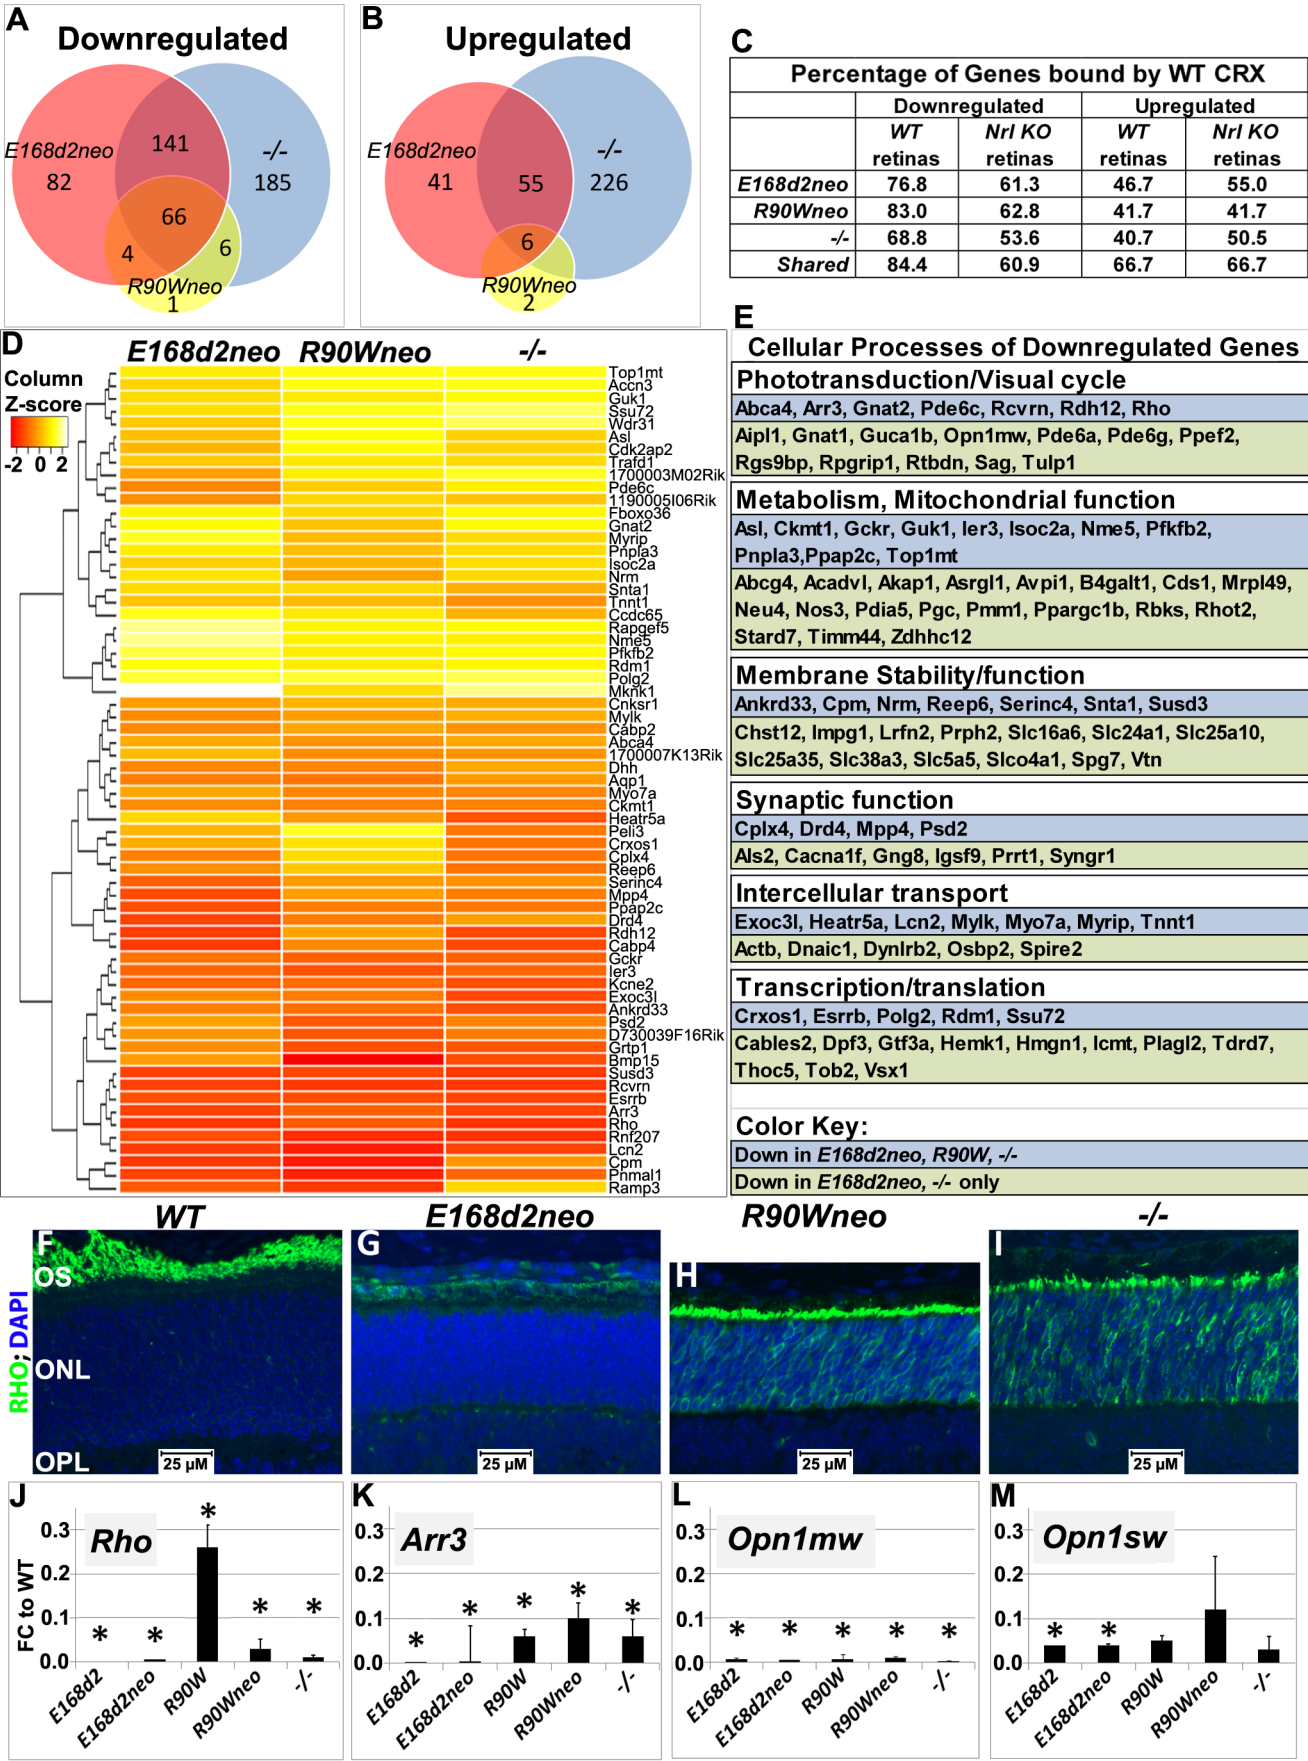 A
Downregulated
E168d2neo
82
141
-/-
185
66
4
6
R90Wneo
1
B
Upregulated
E168d2neo
41
55
-/-
226
6
R90Wneo
2
C
Percentage of Genes bound by WT CRX
Downregulated Upregulated
WT retinas Nrl KO retinas WT retinas Nrl KO retinas
E168d2neo 76.8 61.3 46.7 55.0
R90Wneo 83.0 62.8 41.7 41.7
-/- 68.8 53.6 40.7 50.5
Shared 84.4 60.9 66.7 66.7
D
E168d2neo R90Wneo -/-
Column
Z-score
-2 0 2
Top1mt
Accn3
Guk1
Ssu72
Wdr31
Asl
Cdk2ap2
Trafd1
1700003M02Rik
Pde6c
1190005I06Rik
Fboxo36
Gnat2
Myrip
Pnpla3
Isoc2a
Nrm
Snta1
Tnnt1
Ccdc65
Rapgef5
Nme5
Pfkfb2
Rdm1
Polg2
Mknk1
Cnksr1
Mylk
Cabp2
Abca4
1700007K13Rik
Dhh
Aqp1
Myo7a
Ckmt1
Heatr5a
Peli3
Crxos1
Cplx4
Reep6
Serinc4
Mpp4
Ppap2c
Drd4
Rdh12
Cabp4
Gckr
Ier3
Kcne2
Exoc3l
Ankrd33
Psd2
D730039F16Rik
Grtp1
Bmp15
Susd3
Rcvrn
Esrrb
Arr3
Rho
Rnf207
Lcn2
Cpm
Pnmal1
Ramp3
E
Cellular Processes of Downregulated Genes
Phototransduction/Visual cycle
Abca4, Arr3, Gnat2, Pde6c, Rcvrn, Rdh12, Rho
Aipl1, Gnat1, Guca1b, Opn1mw, Pde6a, Pde6g, Ppef2,
Rgs9bp, Rpgrip1, Rtbdn, Sag, Tulp1
Metabolism, Mitochondrial function
Asl, Ckmt1, Gckr, Guk1, Ier3, Isoc2a, Nme5, Pfkfb2,
Pnpla3,Ppap2c, Top1mt
Abcg4, Acadvl, Akap1, Asrgl1, Avpi1, B4galt1, Cds1, Mrpl49,
Neu4, Nos3, Pdia5, Pgc, Pmm1, Ppargc1b, Rbks, Rhot2,
Stard7, Timm44, Zdhhc12
Membrane Stability/function
Ankrd33, Cpm, Nrm, Reep6, Serinc4, Snta1, Susd3
Chst12, Impg1, Lrfn2, Prph2, Slc16a6, Slc24a1, Slc25a10,
Slc25a35, Slc38a3, Slc5a5, Slco4a1, Spg7, Vtn
Synaptic function
Cplx4, Drd4, Mpp4, Psd2
Als2, Cacna1f, Gng8, Igsf9, Prrt1, Syngr1
Intercellular transport
Exoc3l, Heatr5a, Lcn2, Mylk, Myo7a, Myrip, Tnnt1
Actb, Dnaic1, Dynlrb2, Osbp2, Spire2
Transcription/translation
Crxos1, Esrrb, Polg2, Rdm1, Ssu72
Cables2, Dpf3, Gtf3a, Hemk1, Hmgn1, Icmt, Plagl2, Tdrd7,
Thoc5, Tob2, Vsx1
Color Key:
Down in E168d2neo, R90W, -/-
Down in E168d2neo, -/- only
WT E168d2neo R90Wneo -/-
RHO; DAPI
F
OS
ONL
OPL
25 µM
G
25 µM
H
25 µM
I
25 µM
J
Rho
FC to WT
0.3
0.2
0.1
0.0
* * * * *
E168d2 E168d2neo R90W R90Wneo -/-
K
Arr3
0.3
0.2
0.1
0.0
* * * * *
E168d2 E168d2neo R90W R90Wneo -/-
L
Opn1mw
0.3
0.2
0.1
0.0
* * * * *
E168d2 E168d2neo R90W R90Wneo -/-
M
Opn1sw
0.3
0.2
0.1
0.0
* *
E168d2 E168d2neo R90W R90Wneo -/-